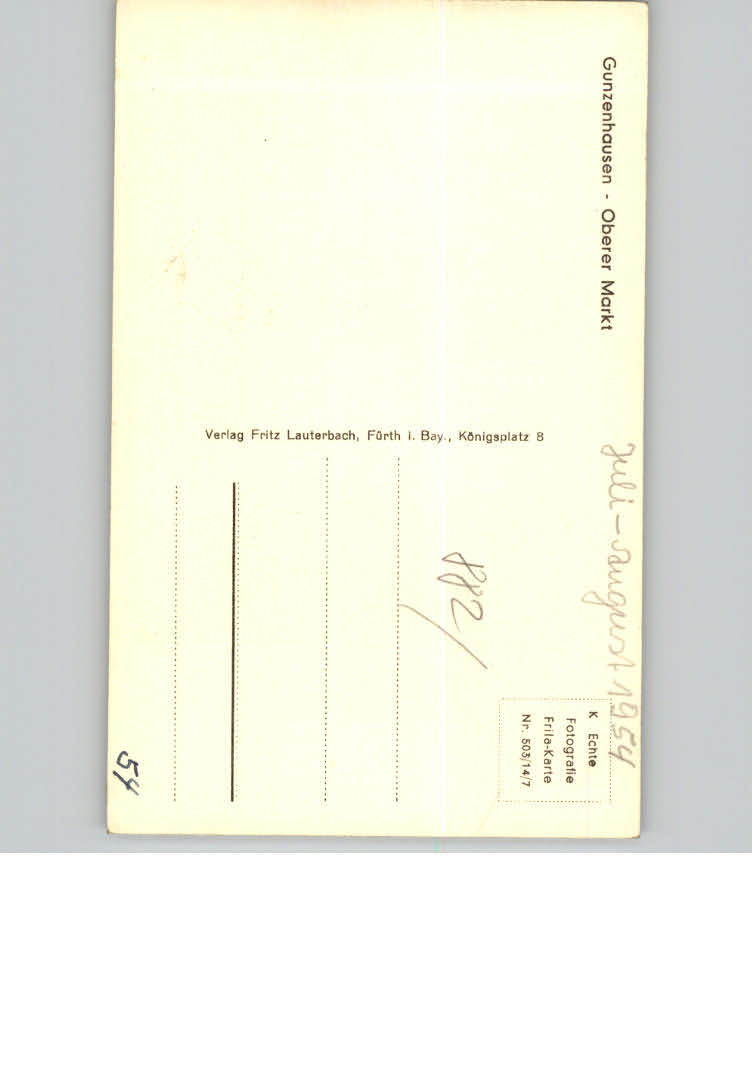 Gunzenhausen - Oberer Markt
Juli - August 1954
K Echte
Fotografie
Frila-Karte
Nr. 503/14/7
882/
Verlag Fritz Lauterbach, Fürth i. Bay., Königsplatz 8
54